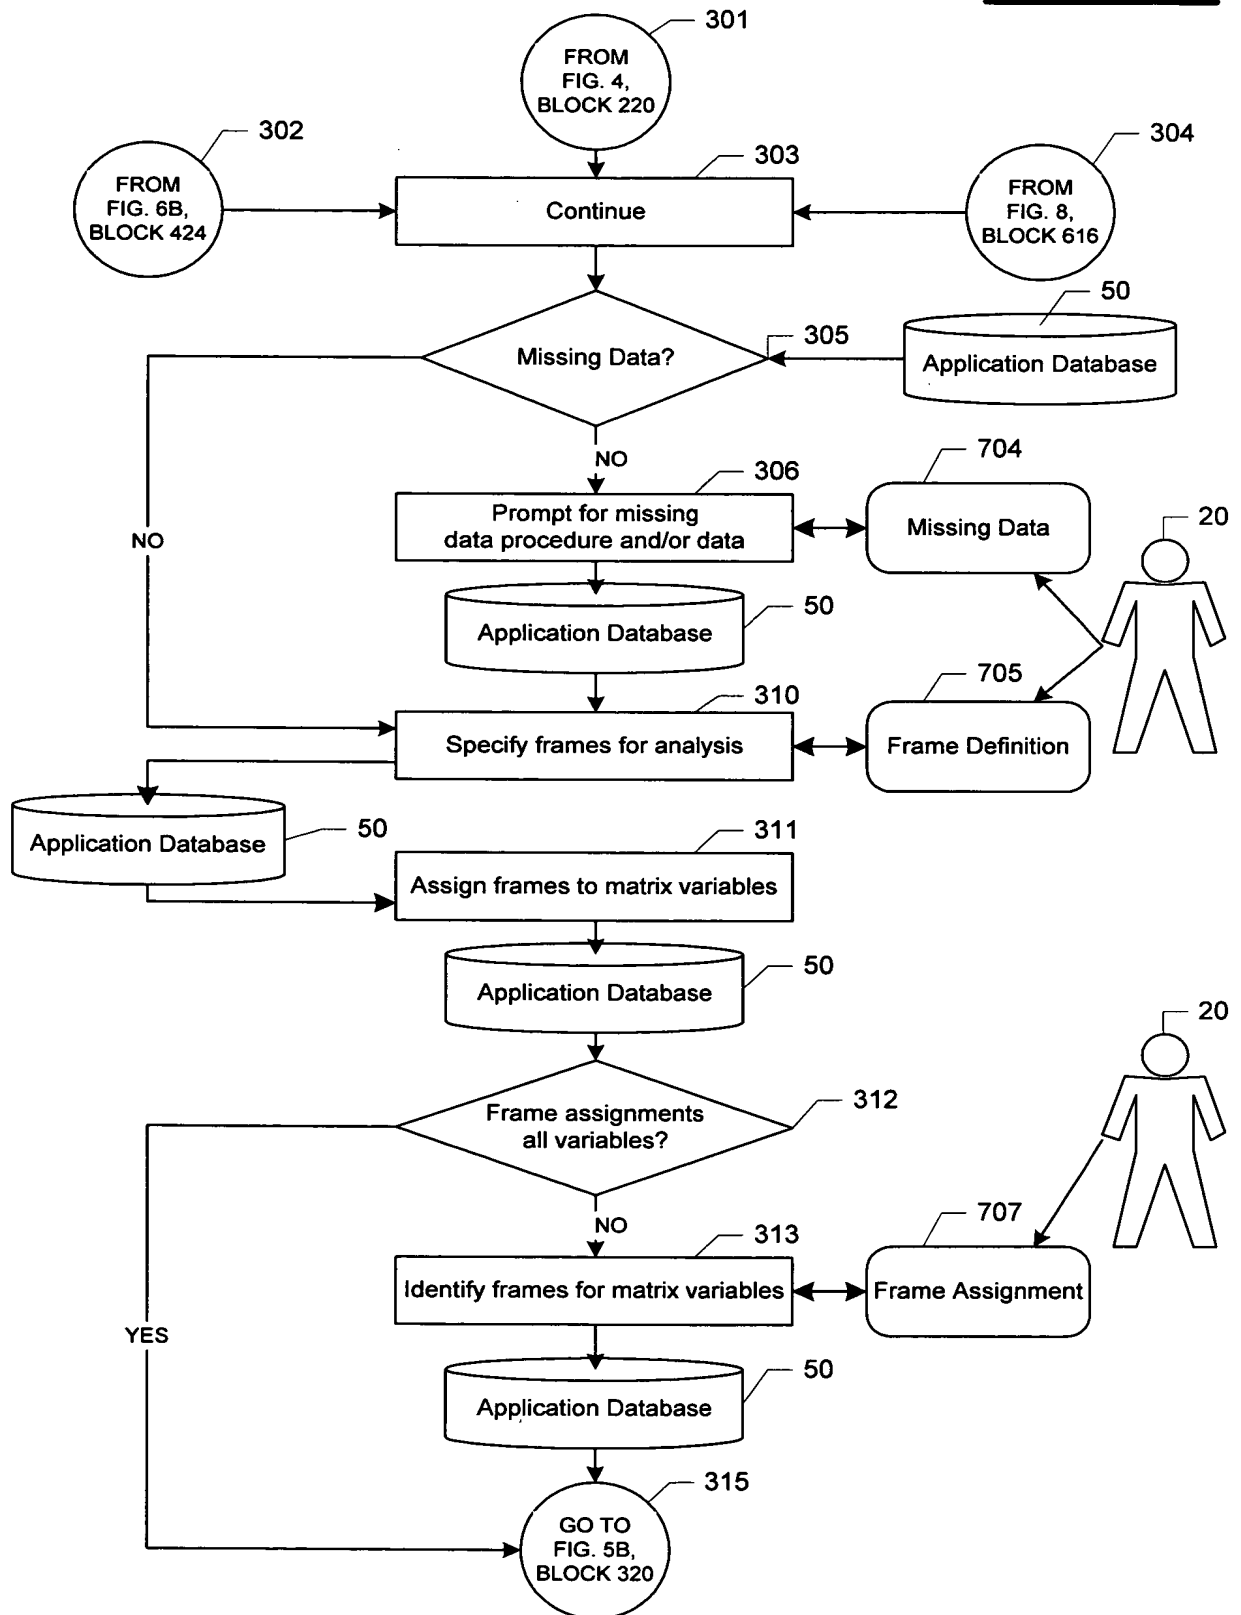 301
FROM
FIG. 4,
BLOCK 220
302
304
FROM
FIG. 6B,
BLOCK 424
303
Continue
FROM
FIG. 8,
BLOCK 616
50
305
Missing Data?
Application Database
NO
704
306
Prompt for missing
data procedure and/or data
Missing Data
20
NO
50
Application Database
705
310
Specify frames for analysis
Frame Definition
50
Application Database
311
Assign frames to matrix variables
50
Application Database
20
312
Frame assignments
all variables?
NO
707
313
Identify frames for matrix variables
Frame Assignment
YES
50
Application Database
315
GO TO
FIG. 5B,
BLOCK 320